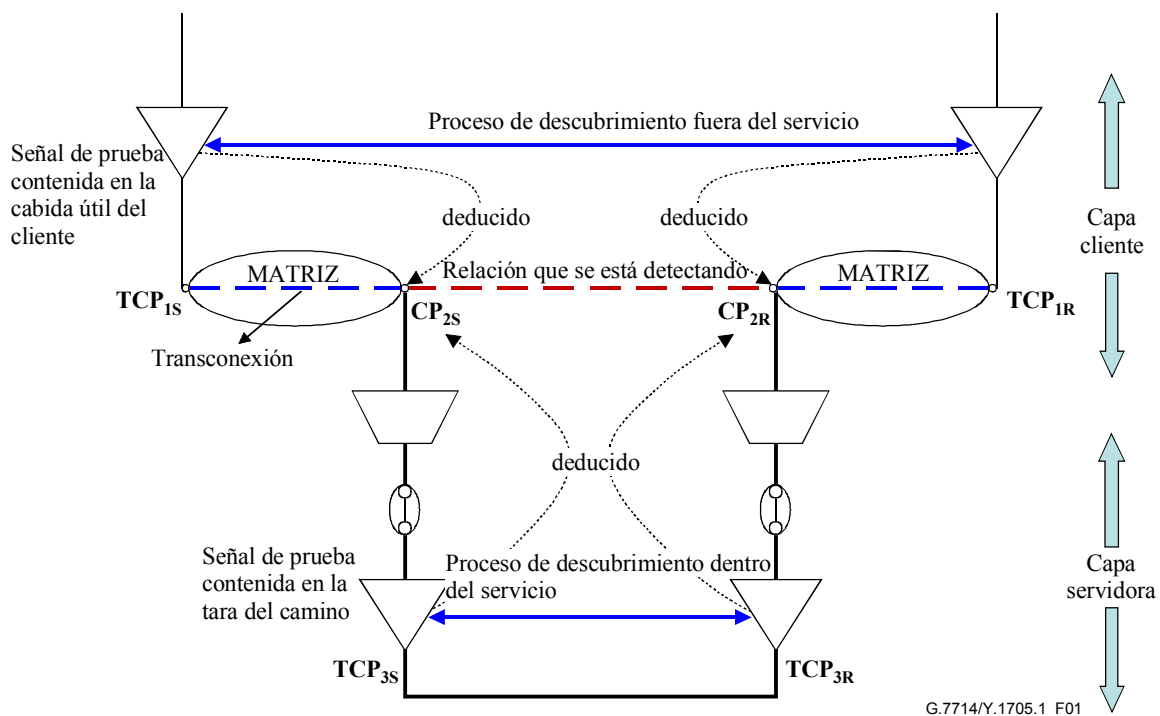 Proceso de descubrimiento fuera del servicio
Señal de prueba
contenida en la
cabida útil del
cliente
deducido
deducido
Capa
cliente
MATRIZ
Relación que se está detectando
MATRIZ
TCP1S
CP2S
CP2R
TCP1R
Transconexión
deducido
Señal de prueba
contenida en la
tara del camino
Proceso de descubrimiento dentro
del servicio
Capa
servidora
TCP3S
TCP3R
G.7714/Y.1705.1_F01